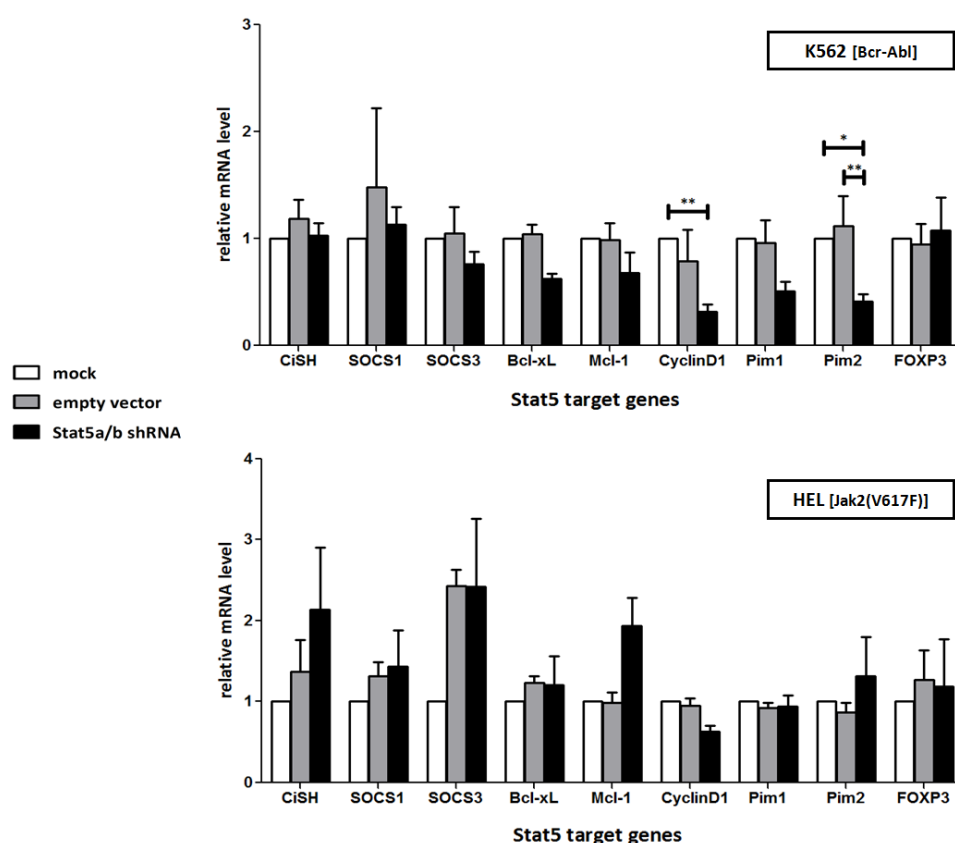 3
K562 [Bcr-Abl]
relative mRNA level
2
*
**
**
1
0
CiSH SOCS1 SOCS3 Bcl-xL Mcl-1 CyclinD1 Pim1 Pim2 FOXP3
Stat5 target genes
mock
empty vector
Stat5a/b shRNA
4
HEL [Jak2(V617F)]
relative mRNA level
3
2
1
0
CiSH SOCS1 SOCS3 Bcl-xL Mcl-1 CyclinD1 Pim1 Pim2 FOXP3
Stat5 target genes